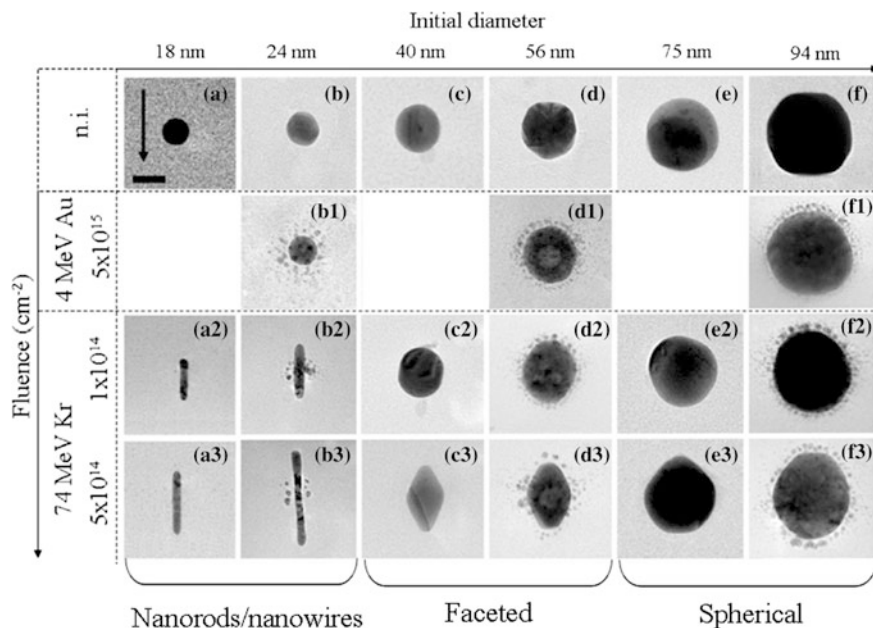 Initial diameter
18 nm 24 nm 40 nm 56 nm 75 nm 94 nm
n.i. (a) (b) (c) (d) (e) (f)
Fluence (cm⁻²)
4 MeV Au
5x10¹⁵
(b1) (d1) (f1)
74 MeV Kr
1x10¹⁴
(a2) (b2) (c2) (d2) (e2) (f2)
5x10¹⁴
(a3) (b3) (c3) (d3) (e3) (f3)
Nanorods/nanowires Faceted Spherical